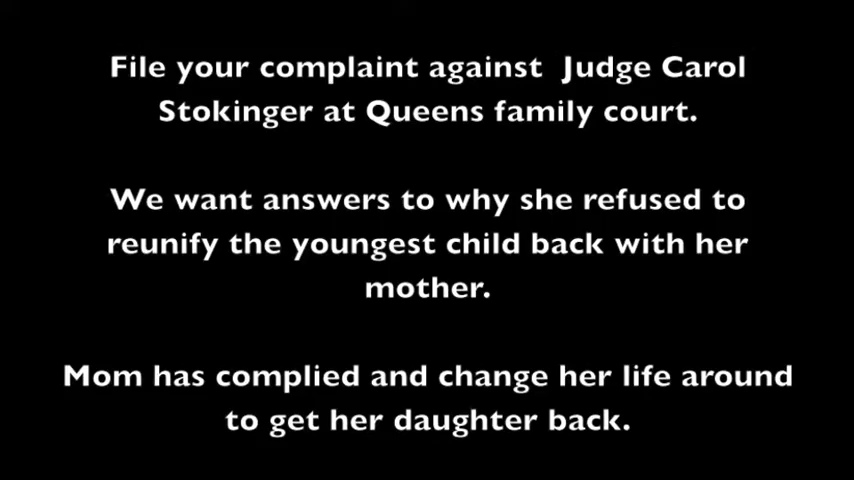 File your complaint against  Judge Carol
Stokinger at Queens family court.
We want answers to why she refused to
reunify the youngest child back with her
mother.
Mom has complied and change her life around
to get her daughter back.